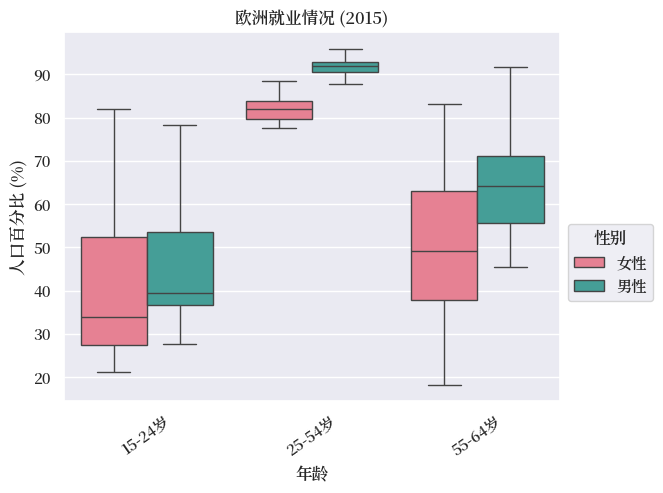 欧洲就业情况 (2015)
人口百分比 (%)
90
80
70
60
50
40
30
20
15-24岁
25-54岁
55-64岁
年龄
性别
女性
男性